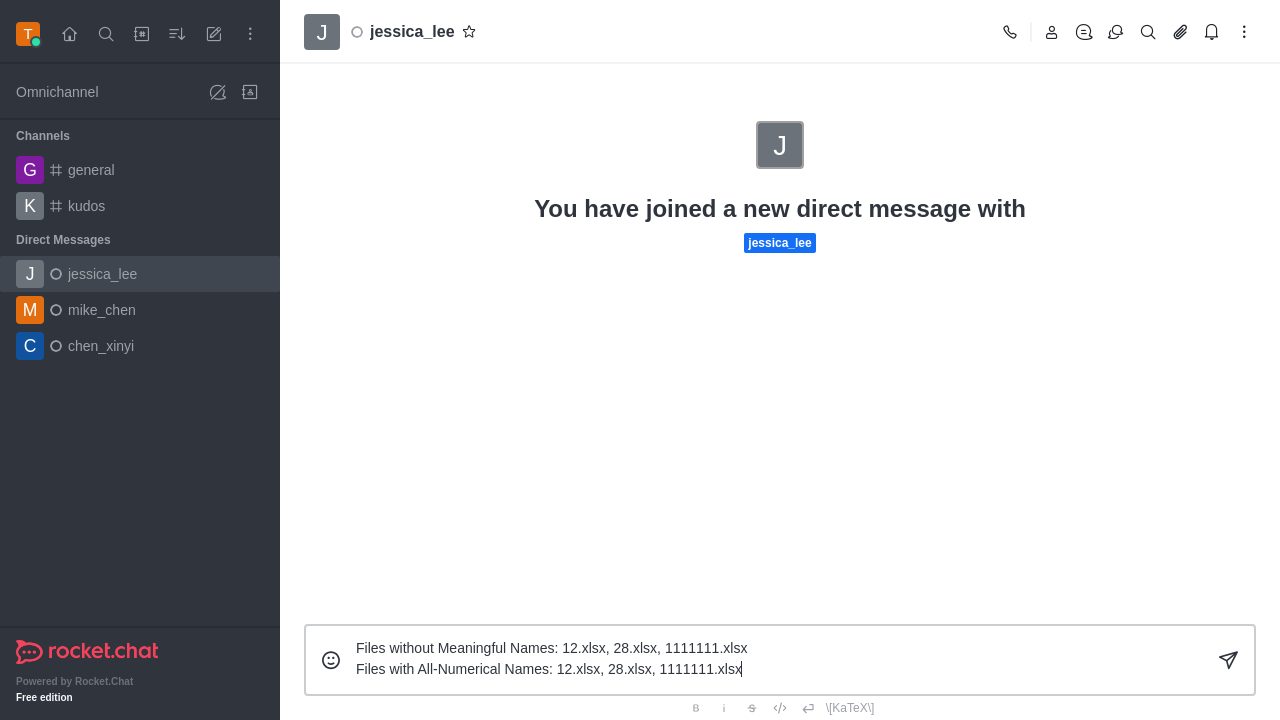 T
J
jessica_lee
Omnichannel
Channels
G general
K kudos
Direct Messages
J jessica_lee
M mike_chen
C chen_xinyi
J
You have joined a new direct message with
jessica_lee
Files without Meaningful Names: 12.xlsx, 28.xlsx, 1111111.xlsx
Files with All-Numerical Names: 12.xlsx, 28.xlsx, 1111111.xlsx
B i S \[KaTeX\]
rocket.chat
Powered by Rocket.Chat
Free edition